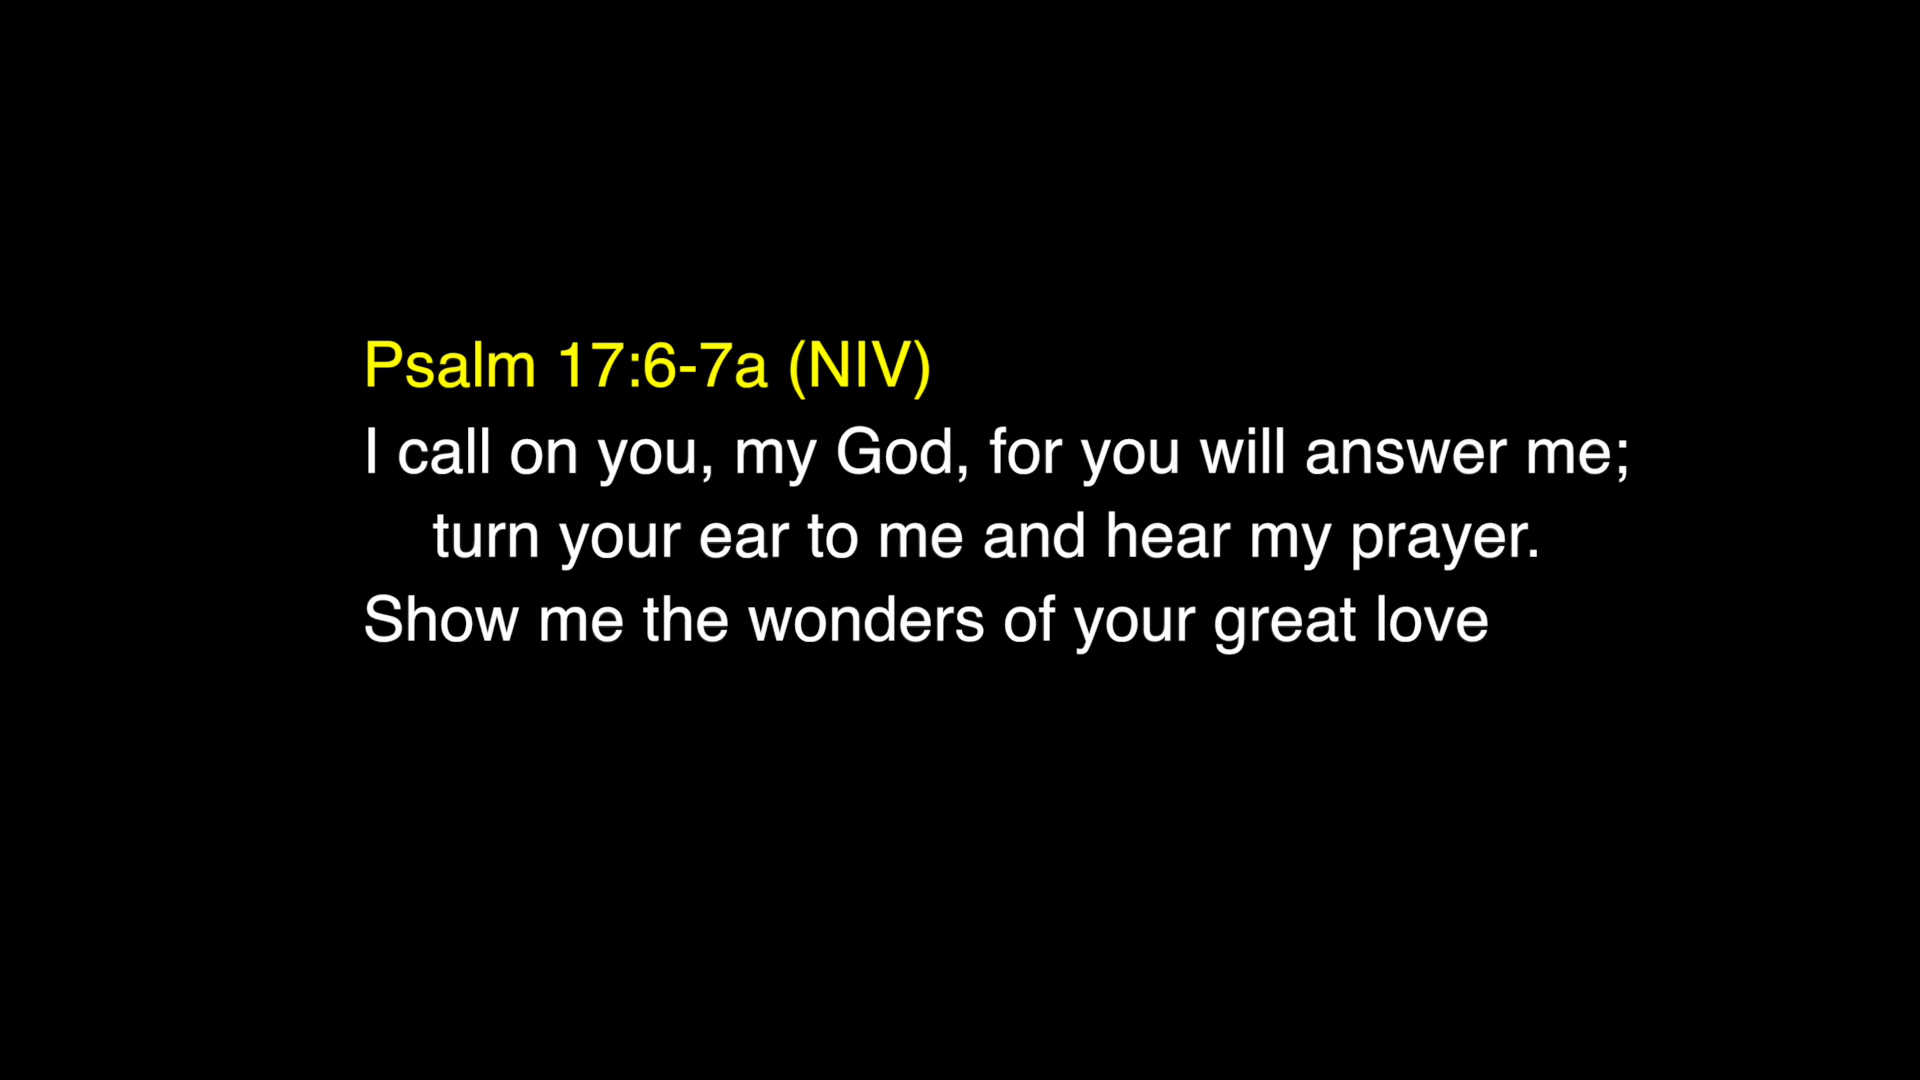 Psalm 17:6-7a (NIV)
I call on you, my God, for you will answer me;
turn your ear to me and hear my prayer.
Show me the wonders of your great love